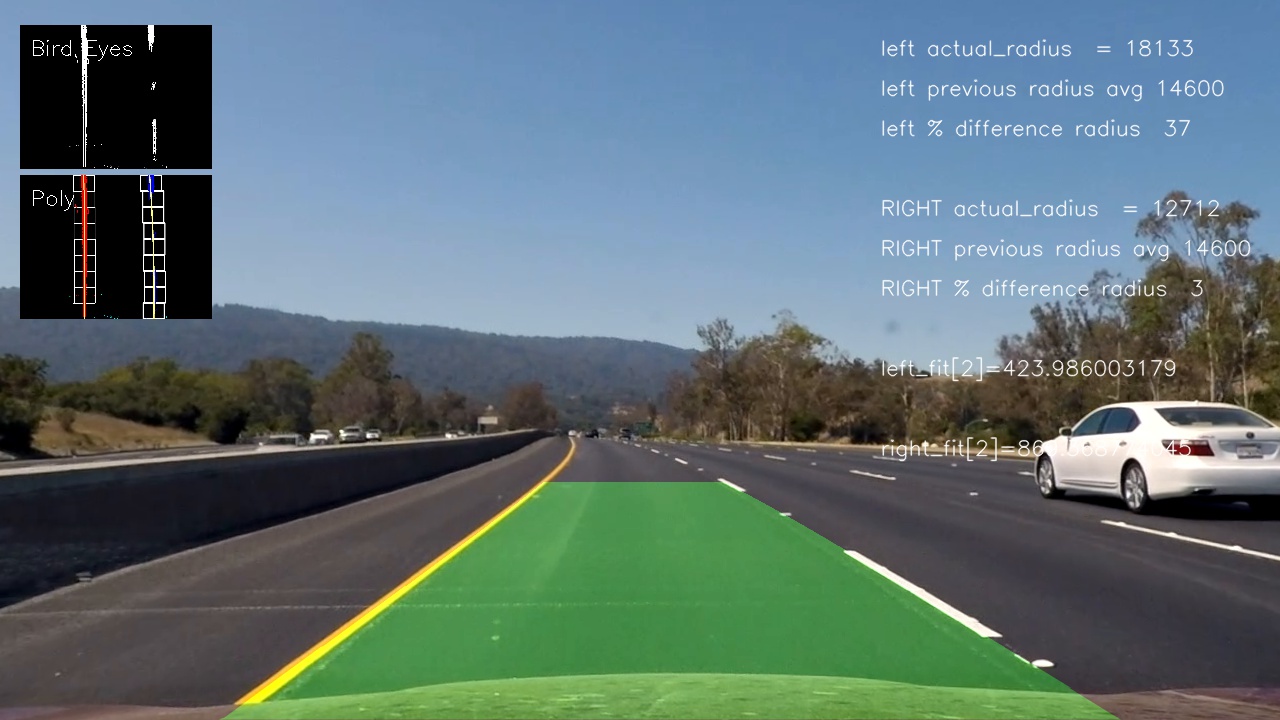 Bird, Eyes
Poly
left actual_radius = 18133
left previous radius avg 14600
left % difference radius 37
RIGHT actual_radius = 12712
RIGHT previous radius avg 14600
RIGHT % difference radius 3
left_fit[2]=423.986003179